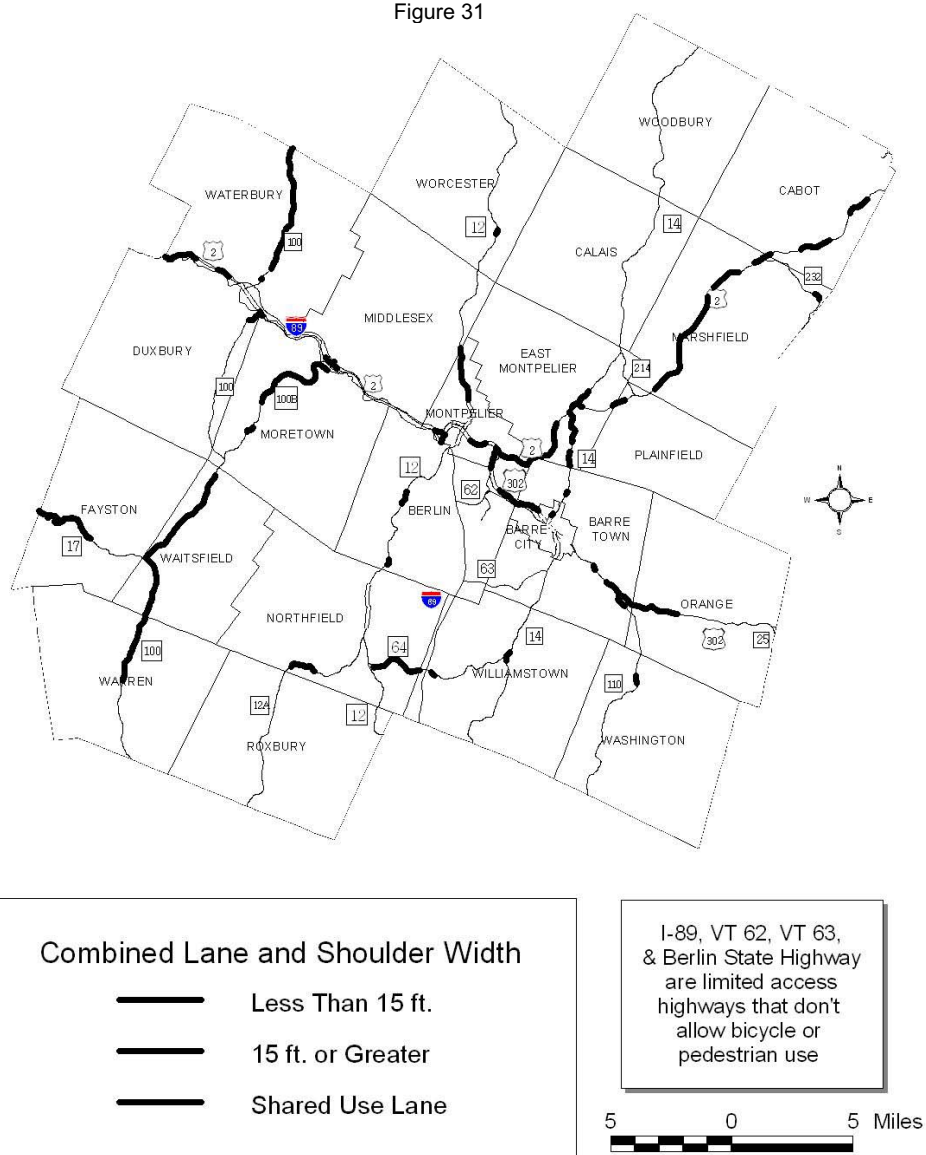 Figure 31
WOODBURY
WORCESTER
CABOT
WATERBURY
12
14
100
CALAIS
2
232
2
MIDDLESEX
89
MARSHFIELD
DUXBURY
EAST
MONTPELIER
214
100
2
100B
MONTPELIER
MORETOWN
2
14
PLAINFIELD
12
302
62
FAYSTON
BERLIN
BARRE
TOWN
BARRE
CITY
17
WAITSFIELD
63
89
ORANGE
NORTHFIELD
14
302
25
64
100
WARREN
WILLIAMSTOWN
110
12A
12
ROXBURY
WASHINGTON
N
W
E
S
Combined Lane and Shoulder Width
Less Than 15 ft.
15 ft. or Greater
Shared Use Lane
I-89, VT 62, VT 63,
& Berlin State Highway
are limited access
highways that don't
allow bicycle or
pedestrian use
5 0 5 Miles